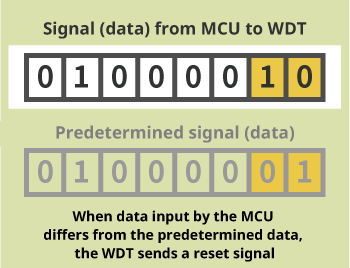 Signal (data) from MCU to WDT
0 1 0 0 0 0 1 0
Predetermined signal (data)
0 1 0 0 0 0 0 1
When data input by the MCU
differs from the predetermined data,
the WDT sends a reset signal